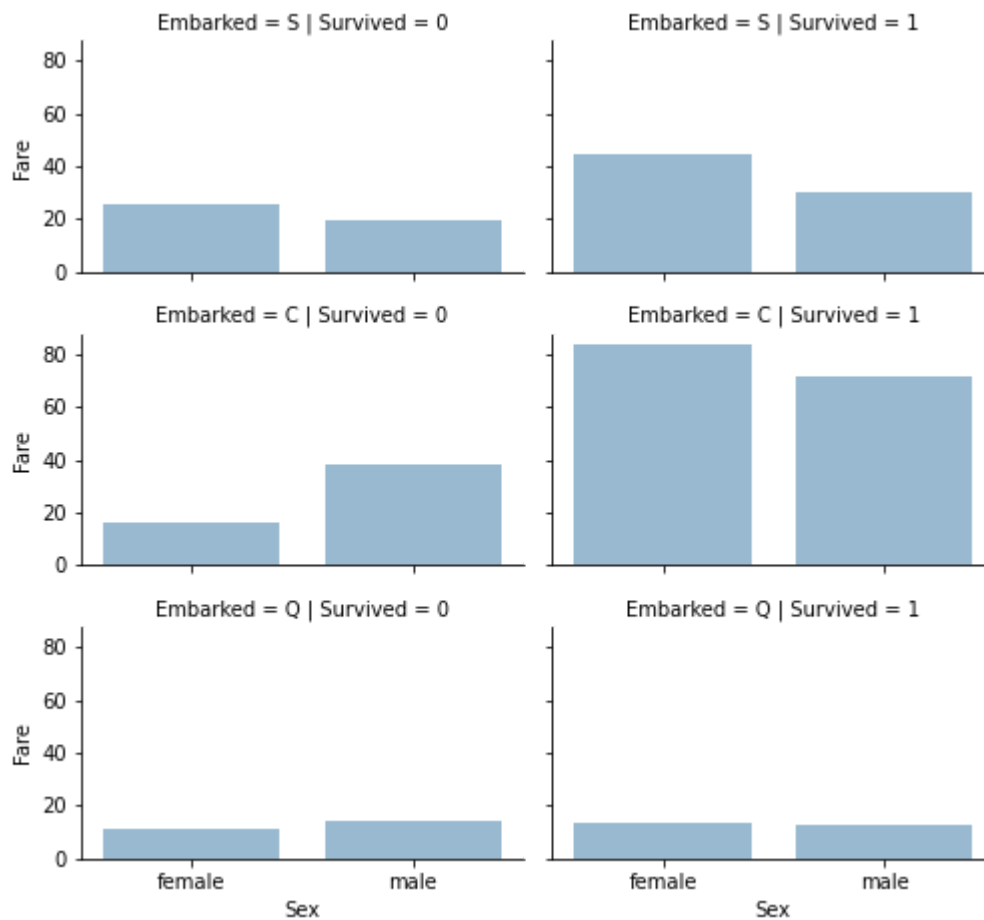 Embarked = S | Survived = 0
Embarked = S | Survived = 1
80
60
40
20
0
Fare
Embarked = C | Survived = 0
Embarked = C | Survived = 1
80
60
40
20
0
Fare
Embarked = Q | Survived = 0
Embarked = Q | Survived = 1
80
60
40
20
0
Fare
female male
Sex
female male
Sex